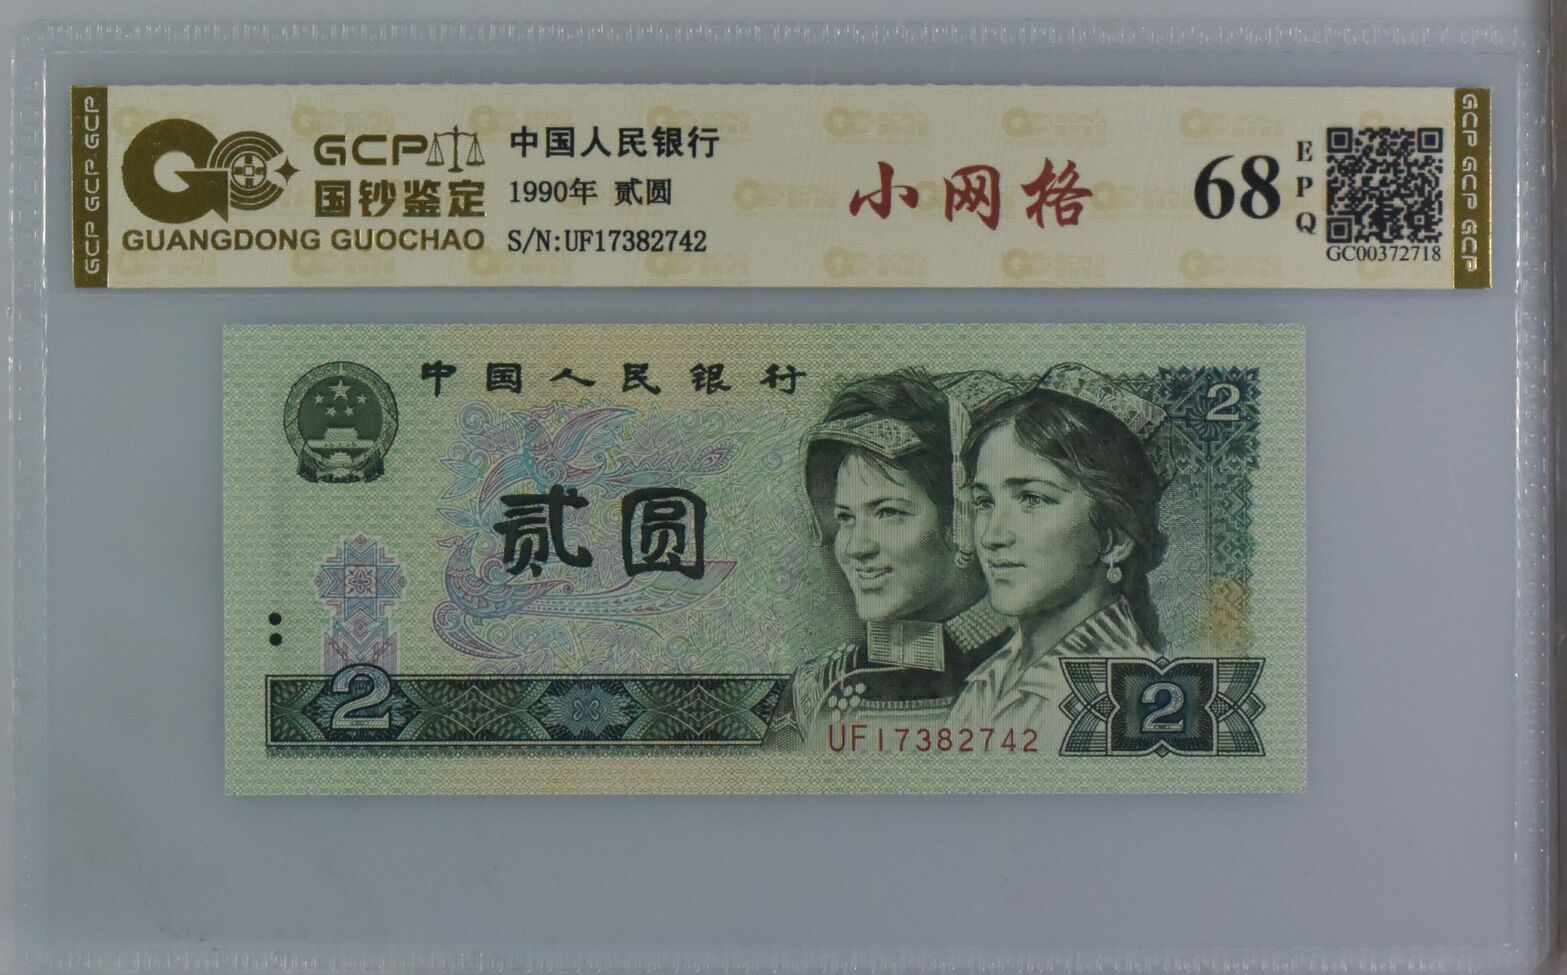 GCP GCP GCP
GCP
国钞鉴定
GUANGDONG GUOCHAO
中国人民银行
1990年 贰圆
S/N:UF17382742
小网格
68
EPQ
GC00372718
GCP GCP GCP
中国人民银行
2
贰圆
2
UF17382742
2